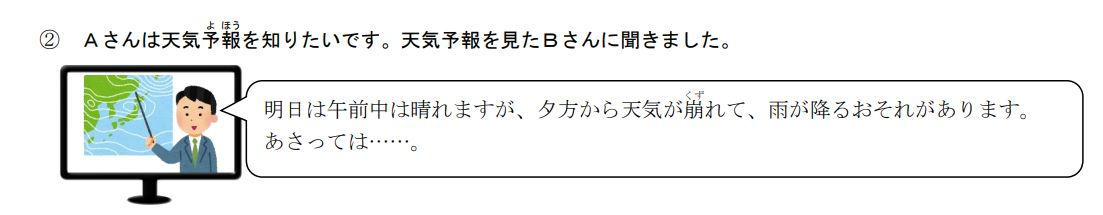 ② Aさんは天気予報を知りたいです。天気予報を見たBさんに聞きました。
明日は午前中は晴れますが、夕方から天気が崩れて、雨が降るおそれがあります。
あさっては……。